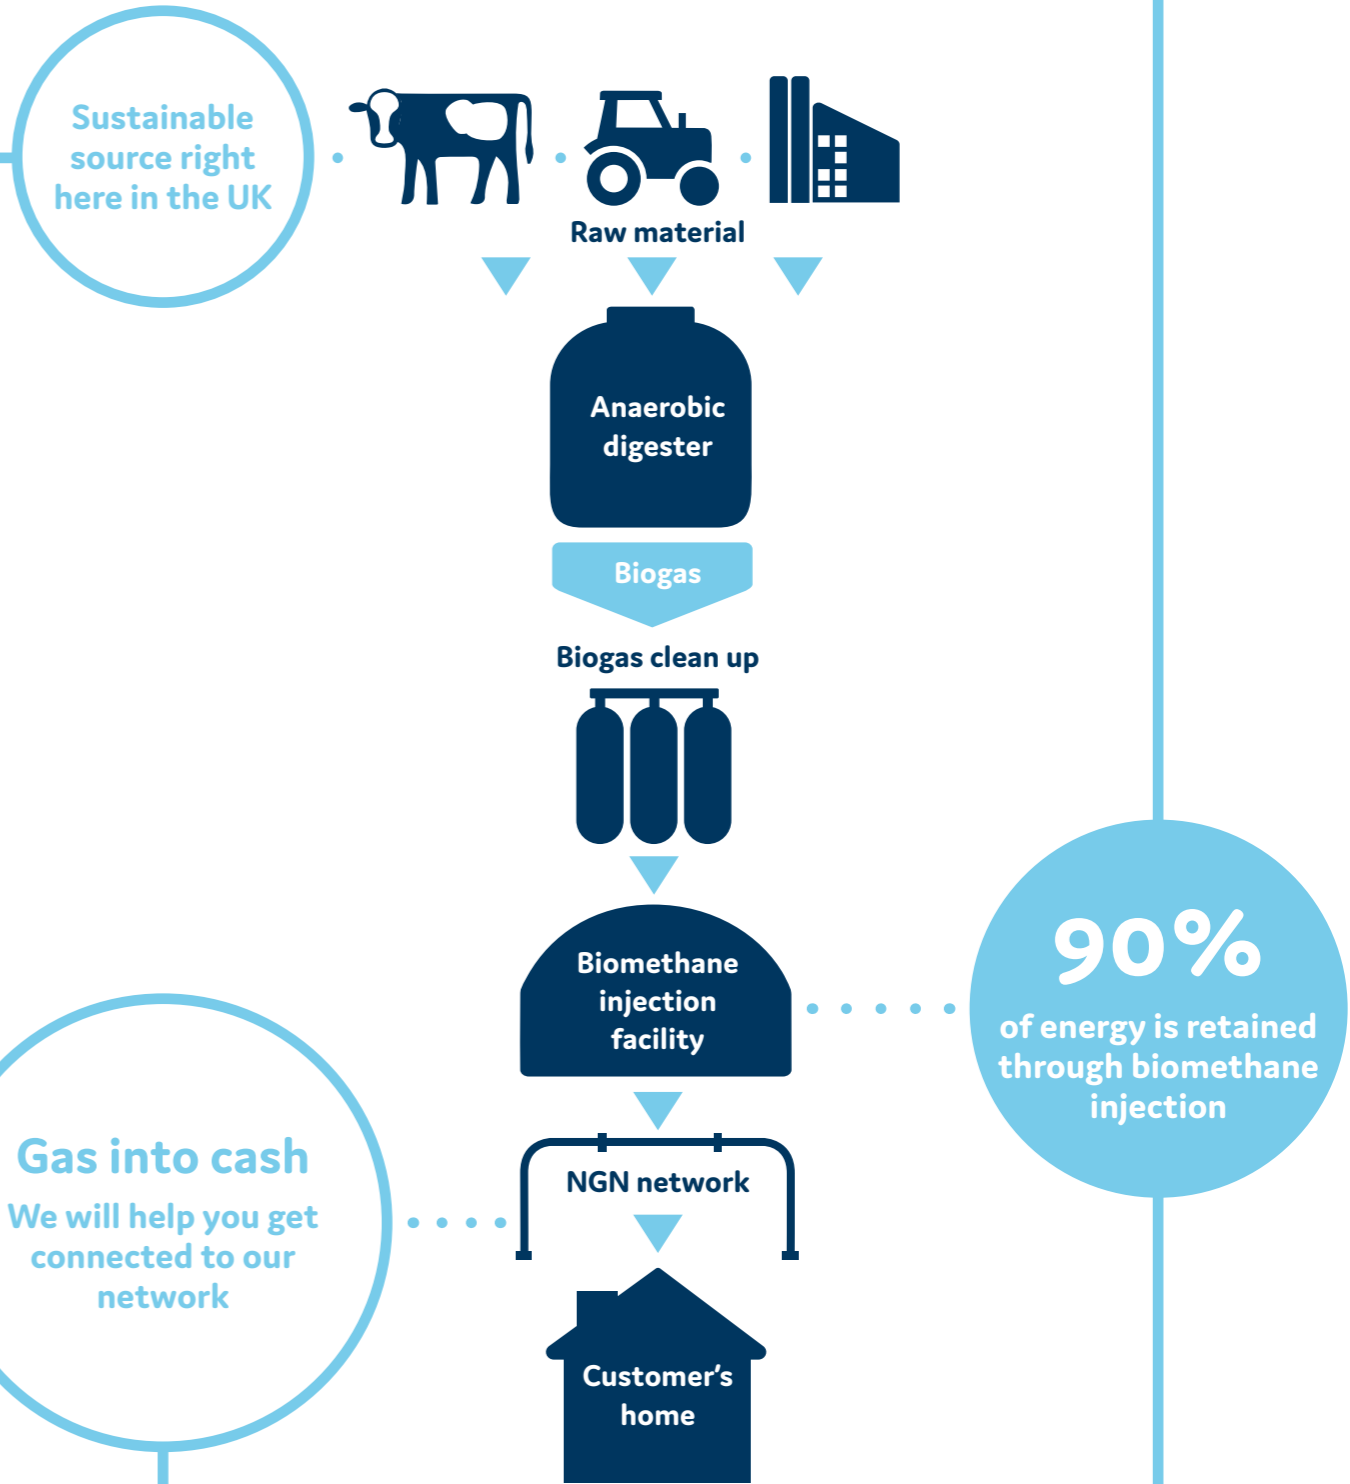 Sustainable
source right
here in the UK
Raw material
Anaerobic
digester
Biogas
Biogas clean up
Biomethane
injection
facility
90%
of energy is retained
through biomethane
injection
Gas into cash
We will help you get
connected to our
network
NGN network
Customer's
home